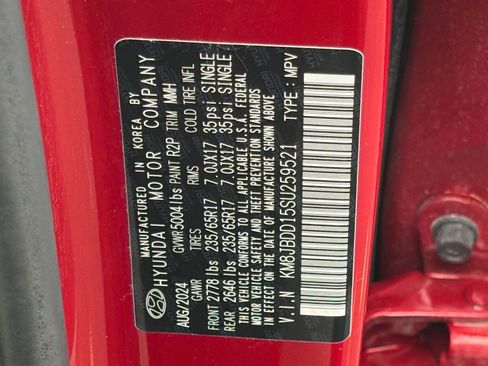 MANUFACTURED BY
HYUNDAI MOTOR COMPANY
IN KOREA BY
GVWR5004lbs PAINT R2P TRIM MMH
AUG/2024 GAWR TIRES RIMS COLD TIRE INFL
FRONT 2778 lbs 235/65R17 7.0JX17 35psi SINGLE
REAR 2646 lbs 235/65R17 7.0JX17 35psi SINGLE
THIS VEHICLE CONFORMS TO ALL APPLICABLE U.S.A. FEDERAL
MOTOR VEHICLE SAFETY, BUMPER, AND THEFT PREVENTION STANDARDS
IN EFFECT ON THE DATE OF MANUFACTURE SHOWN ABOVE
V.I.N : KM8JBDD15SU259521 TYPE : MPV